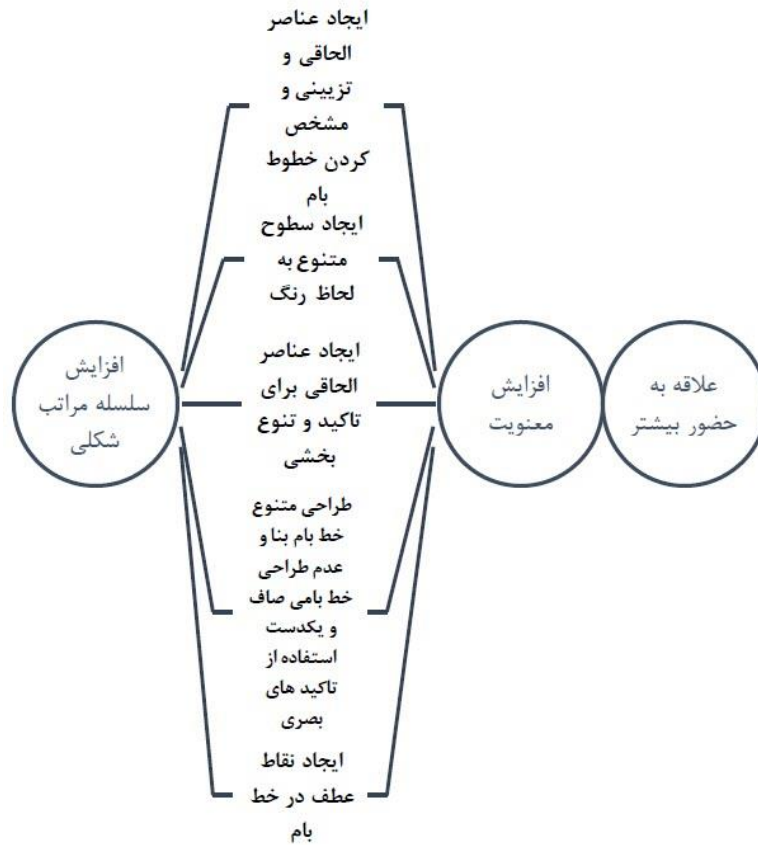 علاقه به
حضور بیشتر
افزایش
معنویت
ایجاد عناصر
الحاقی و
تزیینی و
مشخص
کردن خطوط
بام
ایجاد سطوح
متنوع به
لحاظ رنگ
ایجاد عناصر
الحاقی برای
تاکید و تنوع
بخشی
طراحی متنوع
خط بام بنا و
عدم طراحی
خط بامی صاف
و یکدست
استفاده از
تاکید های
بصری
ایجاد نقاط
عطف در خط
بام
افزایش
سلسله مراتب
شکلی